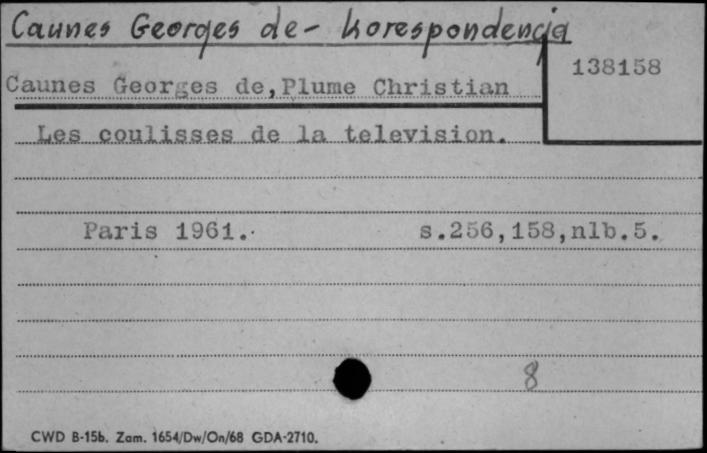 Caunes Georges de - korespondencja
138158
Caunes Georges de,Plume Christian
Les coulisses de la television.
Paris 1961. s.256,158,nlb.5.
8
CWD B-15b. Zam. 1654/Dw/On/68 GDA-2710.